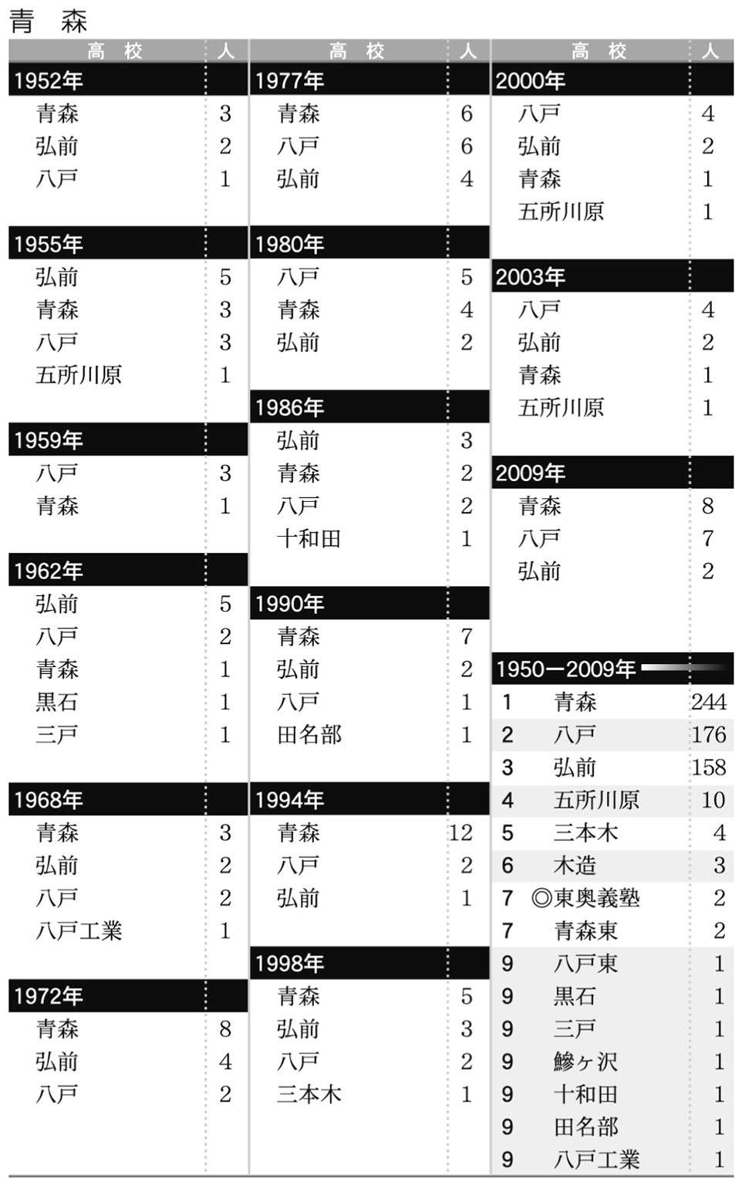 青森
高校 人
1952年
青森 3
弘前 2
八戸 1
1955年
弘前 5
青森 3
八戸 3
五所川原 1
1959年
八戸 3
青森 1
1962年
弘前 5
八戸 2
青森 1
黒石 1
三戸 1
1968年
青森 3
弘前 2
八戸 2
八戸工業 1
1972年
青森 8
弘前 4
八戸 2
高校 人
1977年
青森 6
八戸 6
弘前 4
1980年
八戸 5
青森 4
弘前 2
1986年
弘前 3
青森 2
八戸 2
十和田 1
1990年
青森 7
弘前 2
八戸 1
田名部 1
1994年
青森 12
八戸 2
弘前 1
1998年
青森 5
弘前 3
八戸 2
三本木 1
高校 人
2000年
八戸 4
弘前 2
青森 1
五所川原 1
2003年
八戸 4
弘前 2
青森 1
五所川原 1
2009年
青森 8
八戸 7
弘前 2
1950ー2009年
1 青森 244
2 八戸 176
3 弘前 158
4 五所川原 10
5 三本木 4
6 木造 3
7 ◎東奥義塾 2
7 青森東 2
9 八戸東 1
9 黒石 1
9 三戸 1
9 鰺ヶ沢 1
9 十和田 1
9 田名部 1
9 八戸工業 1